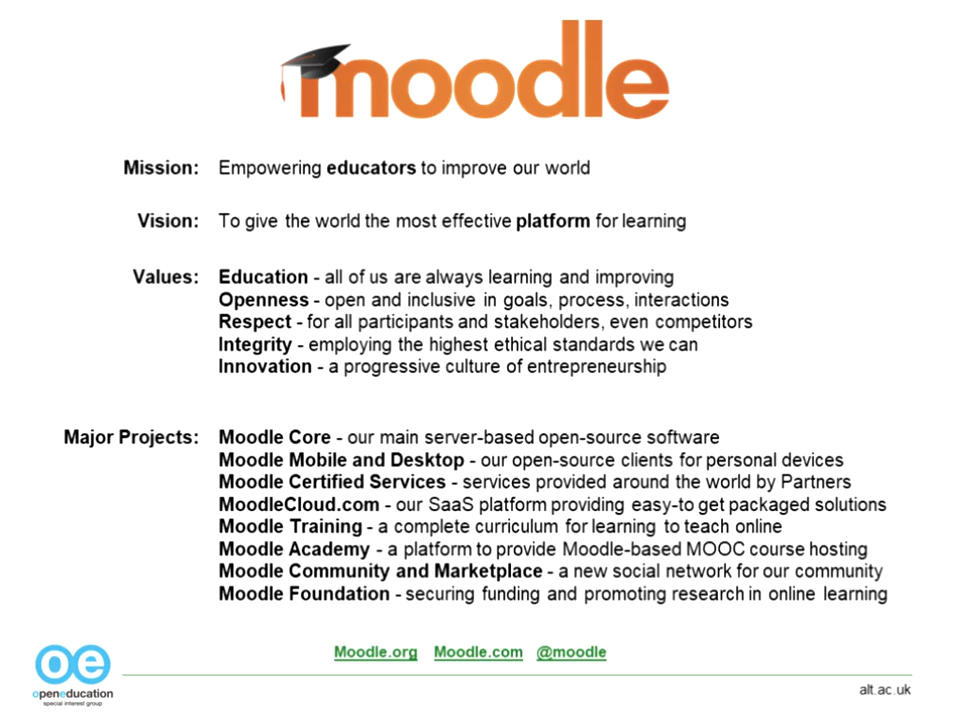 moodle
Mission: Empowering educators to improve our world
Vision: To give the world the most effective platform for learning
Values: Education - all of us are always learning and improving
Openness - open and inclusive in goals, process, interactions
Respect - for all participants and stakeholders, even competitors
Integrity - employing the highest ethical standards we can
Innovation - a progressive culture of entrepreneurship
Major Projects: Moodle Core - our main server-based open-source software
Moodle Mobile and Desktop - our open-source clients for personal devices
Moodle Certified Services - services provided around the world by Partners
MoodleCloud.com - our SaaS platform providing easy-to get packaged solutions
Moodle Training - a complete curriculum for learning to teach online
Moodle Academy - a platform to provide Moodle-based MOOC course hosting
Moodle Community and Marketplace - a new social network for our community
Moodle Foundation - securing funding and promoting research in online learning
Moodle.org Moodle.com @moodle
oe
openeducation
special interest group
alt.ac.uk